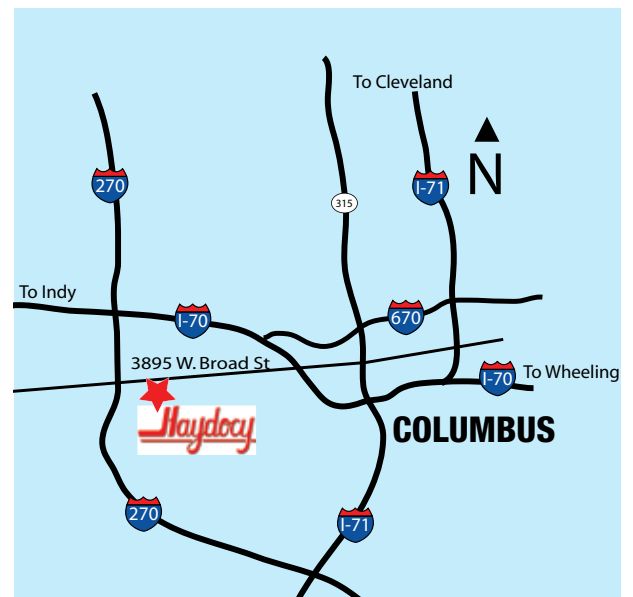 To Cleveland
N
270
I-71
315
To Indy
I-70
670
3895 W. Broad St
To Wheeling
I-70
Haydocy
COLUMBUS
270
I-71